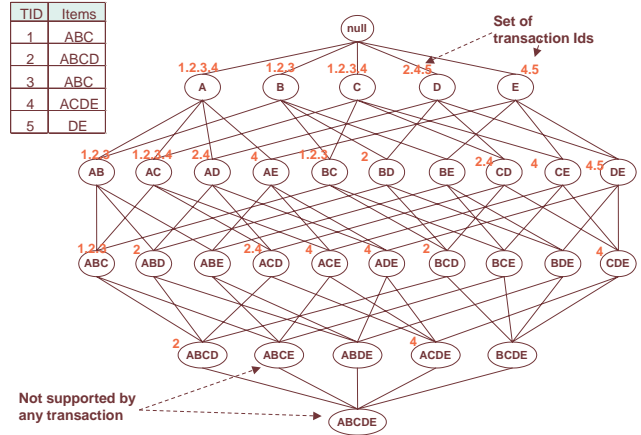 TID Items
1 ABC
2 ABCD
3 ABC
4 ACDE
5 DE
null
Set of
transaction Ids
1.2.3.4 1.2.3 1.2.3.4 2.4.5 4.5
A B C D E
1.2.3 1.2.3.4 2.4 4 1.2.3 2 2.4 4 4.5
AB AC AD AE BC BD BE CD CE DE
1.2.3 2 2.4 4 4 2 4
ABC ABD ABE ACD ACE ADE BCD BCE BDE CDE
2 4
ABCD ABCE ABDE ACDE BCDE
Not supported by
any transaction
ABCDE